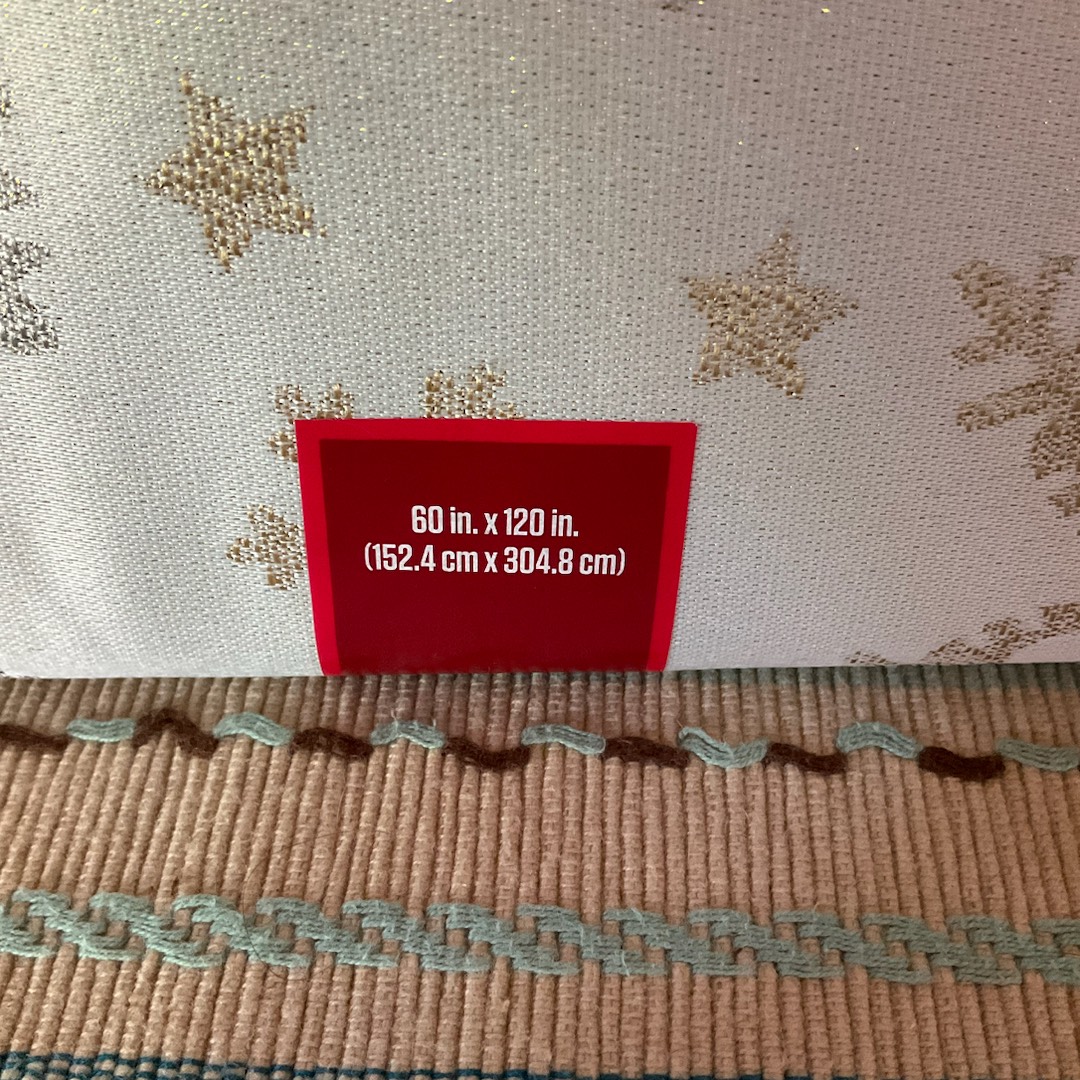 60 in. x 120 in.
(152.4 cm x 304.8 cm)